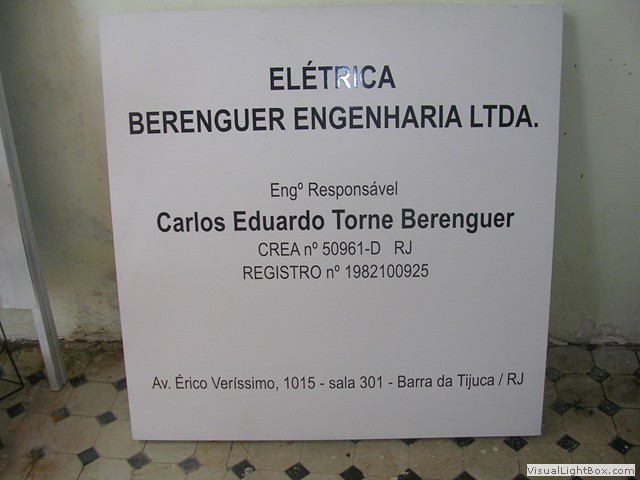 ELÉTRICA
BERENGUER ENGENHARIA LTDA.
Engº Responsável
Carlos Eduardo Torne Berenguer
CREA nº 50961-D RJ
REGISTRO nº 1982100925
Av. Érico Veríssimo, 1015 - sala 301 - Barra da Tijuca / RJ
VisualLightBox.com